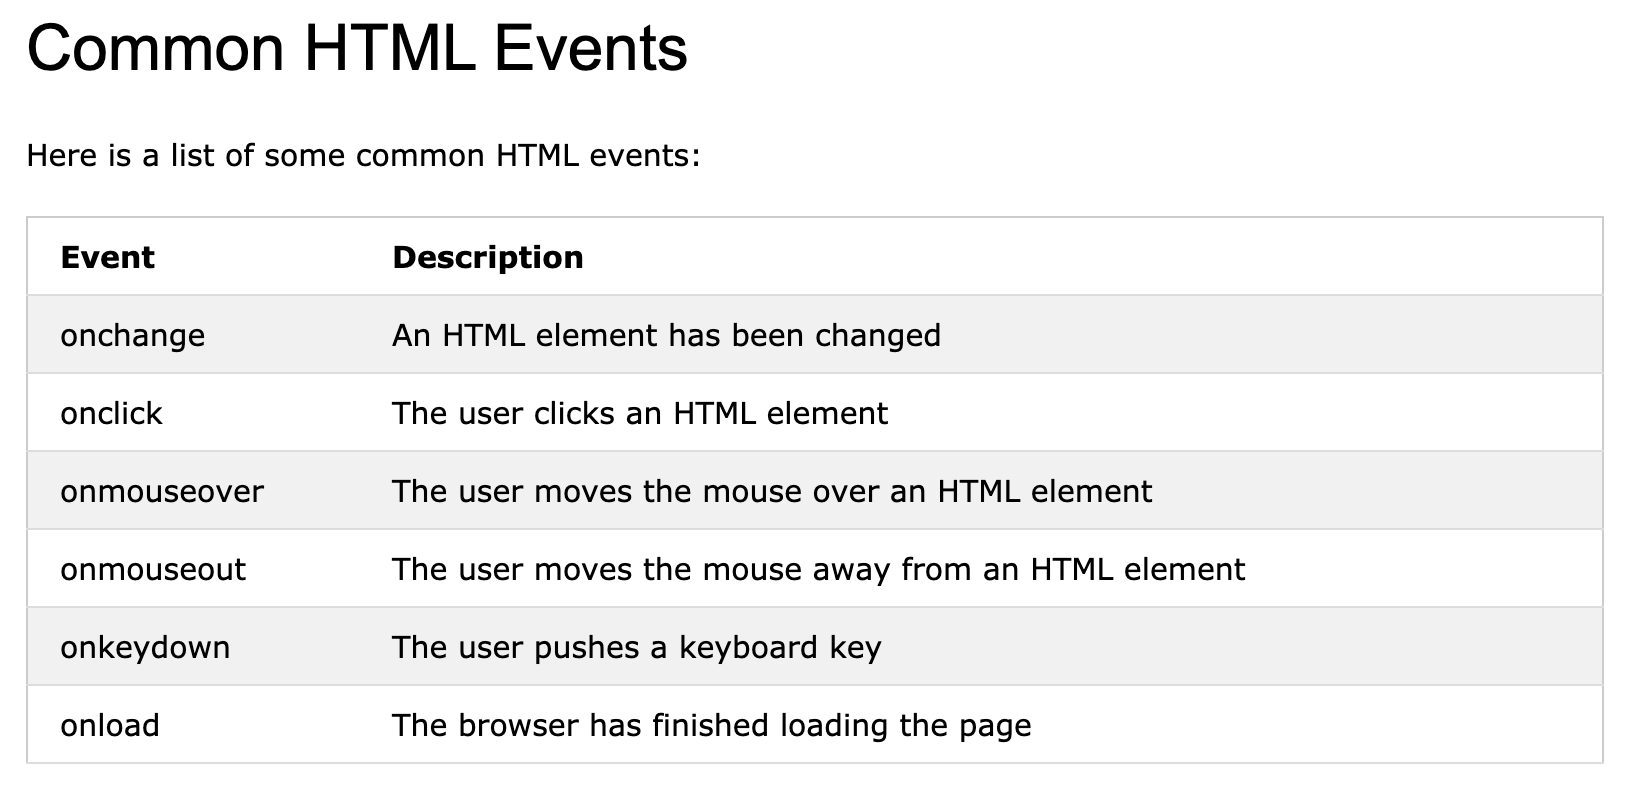 Common HTML Events
Here is a list of some common HTML events:
Event Description
onchange An HTML element has been changed
onclick The user clicks an HTML element
onmouseover The user moves the mouse over an HTML element
onmouseout The user moves the mouse away from an HTML element
onkeydown The user pushes a keyboard key
onload The browser has finished loading the page